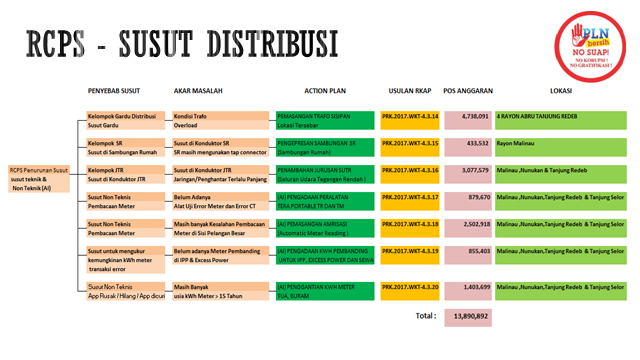 RCPS - SUSUT DISTRIBUSI
PLN
bersih
NO SUAP!
NO KORUPSI !
NO GRATIFIKASI !
PENYEBAB SUSUT AKAR MASALAH ACTION PLAN USULAN RKAP POS ANGGARAN LOKASI
Kelompok Gardu Distribusi Kondisi Trafo PEMASANGAN TRAFO SISIPAN PRK.2017.WKT-4.3.14 4,738,091 4 RAYON ABRU TANJUNG REDEB
Susut Gardu Overload Lokasi Tersebar
Kelompok SR Susut di Konduktor SR PENGEPRESAN SAMBUNGAN SR PRK.2017.WKT-4.3.15 433,532 Rayon Malinau
Susut di Sambungan Rumah SR masih mengunakan tap connector (Sambungan Rumah)
RCPS Penurunan Susut
susut teknik &
Non Teknik (AI)
Kelompok JTR Susut di Konduktor JTR PENAMBAHAN JURUSAN SUTR PRK.2017.WKT-4.3.16 3,077,579 Malinau, Nunukan & Tanjung Redeb
Susut di Konduktor JTR Jaringan/Penghantar Terlalu Panjang (Saluran Udara Tegangan Rendah )
Susut Non Teknis Belum Adanya (AI) PENGADAAN PERALATAN PRK.2017.WKT-4.3.17 879,670 Malinau ,Nunukan,Tanjung Redeb & Tanjung Selor
Pembacaan Meter Alat Uji Error Meter dan Error CT TERA PORTABLE TR DAN TM
Susut Non Teknis Masih banyak Kesalahan Pembacaan (AI) PEMASANGAN AMRISASI PRK.2017.WKT-4.3.18 2,502,918 Malinau ,Nunukan,Tanjung Redeb & Tanjung Selor
Pembacaan Meter Meter di Sisi Pelangan Besar (Automatic Meter Reading )
Susut untuk mengukur Belum adanya Meter Pembanding (AI) PENGADAAN KWH PEMBANDING PRK.2017.WKT-4.3.19 855,403 Malinau ,Nunukan,Tanjung Redeb & Tanjung Selor
kemungkinan kWh meter di IPP & Excess Power UNTUK IPP, EXCESS POWER DAN SEWA
transaksi error
Susut Non Teknis Masih Banyak (AI) PENGGANTIAN KWH METER PRK.2017.WKT-4.3.20 1,403,699 Malinau ,Nunukan,Tanjung Redeb & Tanjung Selor
App Rusak / Hilang / App dicuri usia kWh Meter > 15 Tahun TUA, BURAM
Total : 13,890,892